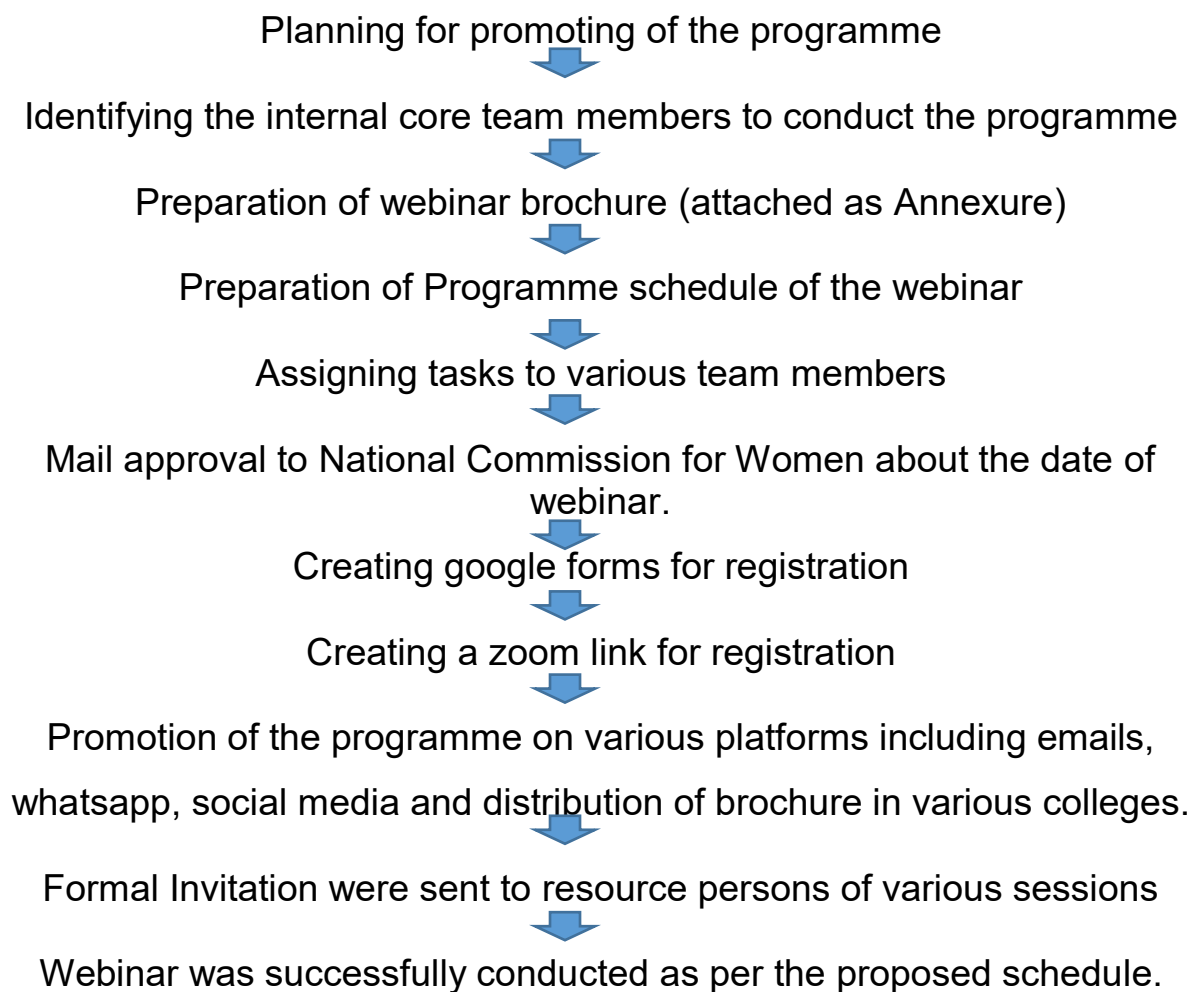 Planning for promoting of the programme
Identifying the internal core team members to conduct the programme
Preparation of webinar brochure (attached as Annexure)
Preparation of Programme schedule of the webinar
Assigning tasks to various team members
Mail approval to National Commission for Women about the date of
webinar.
Creating google forms for registration
Creating a zoom link for registration
Promotion of the programme on various platforms including emails,
whatsapp, social media and distribution of brochure in various colleges.
Formal Invitation were sent to resource persons of various sessions
Webinar was successfully conducted as per the proposed schedule.